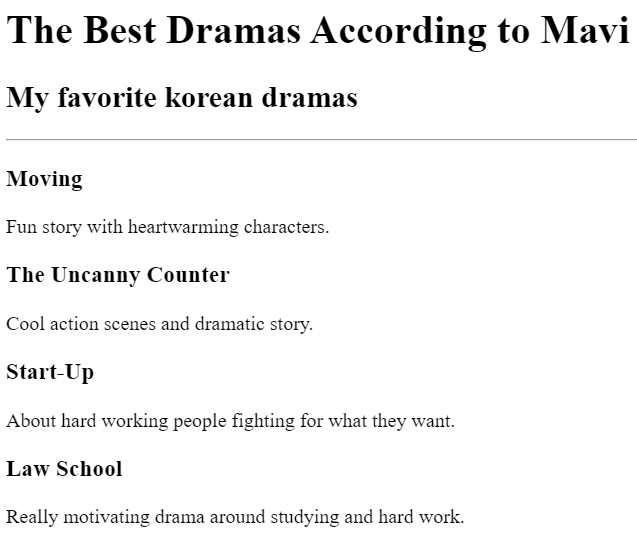 The Best Dramas According to Mavi
My favorite korean dramas
Moving
Fun story with heartwarming characters.
The Uncanny Counter
Cool action scenes and dramatic story.
Start-Up
About hard working people fighting for what they want.
Law School
Really motivating drama around studying and hard work.